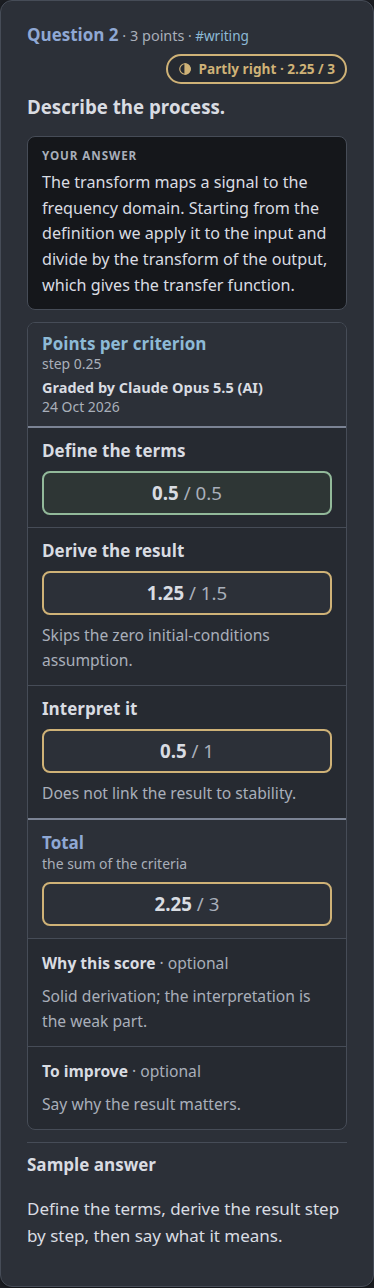 Question 2 · 3 points · #writing
Partly right · 2.25 / 3
Describe the process.
YOUR ANSWER
The transform maps a signal to the
frequency domain. Starting from the
definition we apply it to the input and
divide by the transform of the output,
which gives the transfer function.
Points per criterion
step 0.25
Graded by Claude Opus 5.5 (AI)
24 Oct 2026
Define the terms
0.5 / 0.5
Derive the result
1.25 / 1.5
Skips the zero initial-conditions
assumption.
Interpret it
0.5 / 1
Does not link the result to stability.
Total
the sum of the criteria
2.25 / 3
Why this score · optional
Solid derivation; the interpretation is
the weak part.
To improve · optional
Say why the result matters.
Sample answer
Define the terms, derive the result step
by step, then say what it means.